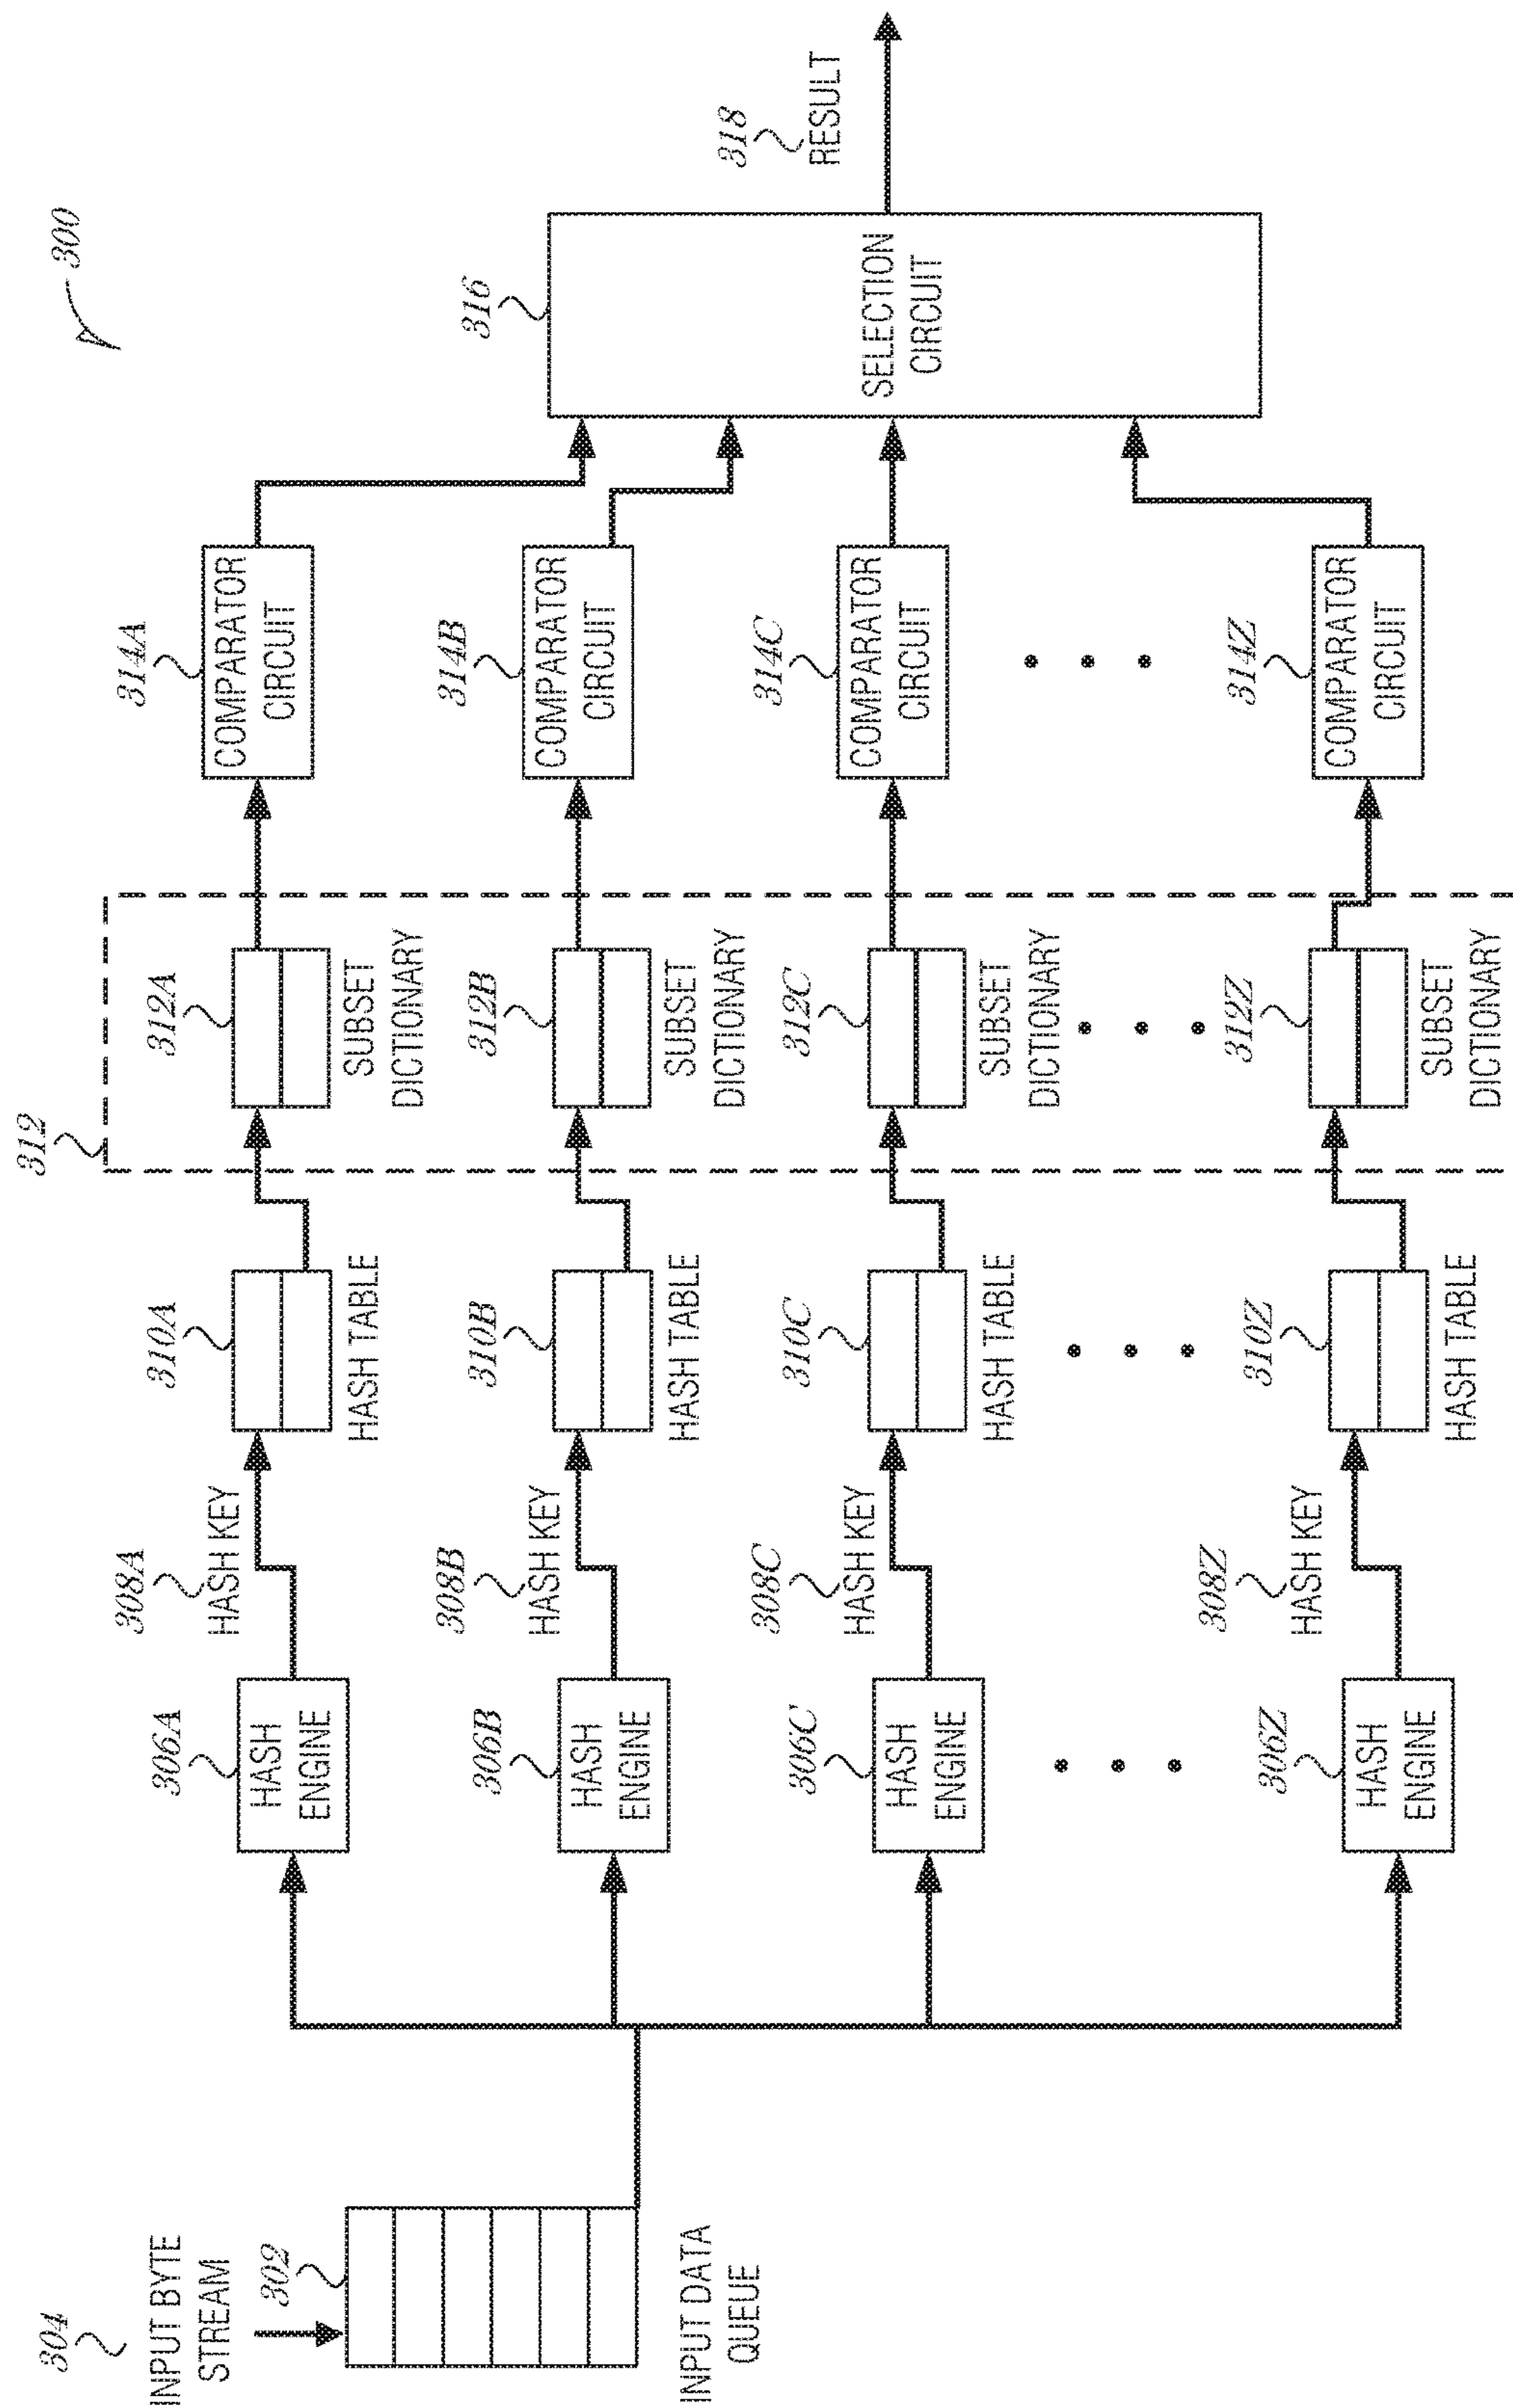 300
304
INPUT BYTE
STREAM
302
INPUT DATA
QUEUE
306A
HASH
ENGINE
308A
HASH KEY
310A
HASH TABLE
312
312A
SUBSET
DICTIONARY
314A
COMPARATOR
CIRCUIT
306B
HASH
ENGINE
308B
HASH KEY
310B
HASH TABLE
312B
SUBSET
DICTIONARY
314B
COMPARATOR
CIRCUIT
306C
HASH
ENGINE
308C
HASH KEY
310C
HASH TABLE
312C
SUBSET
DICTIONARY
314C
COMPARATOR
CIRCUIT
306Z
HASH
ENGINE
308Z
HASH KEY
310Z
HASH TABLE
312Z
SUBSET
DICTIONARY
314Z
COMPARATOR
CIRCUIT
316
SELECTION
CIRCUIT
318
RESULT